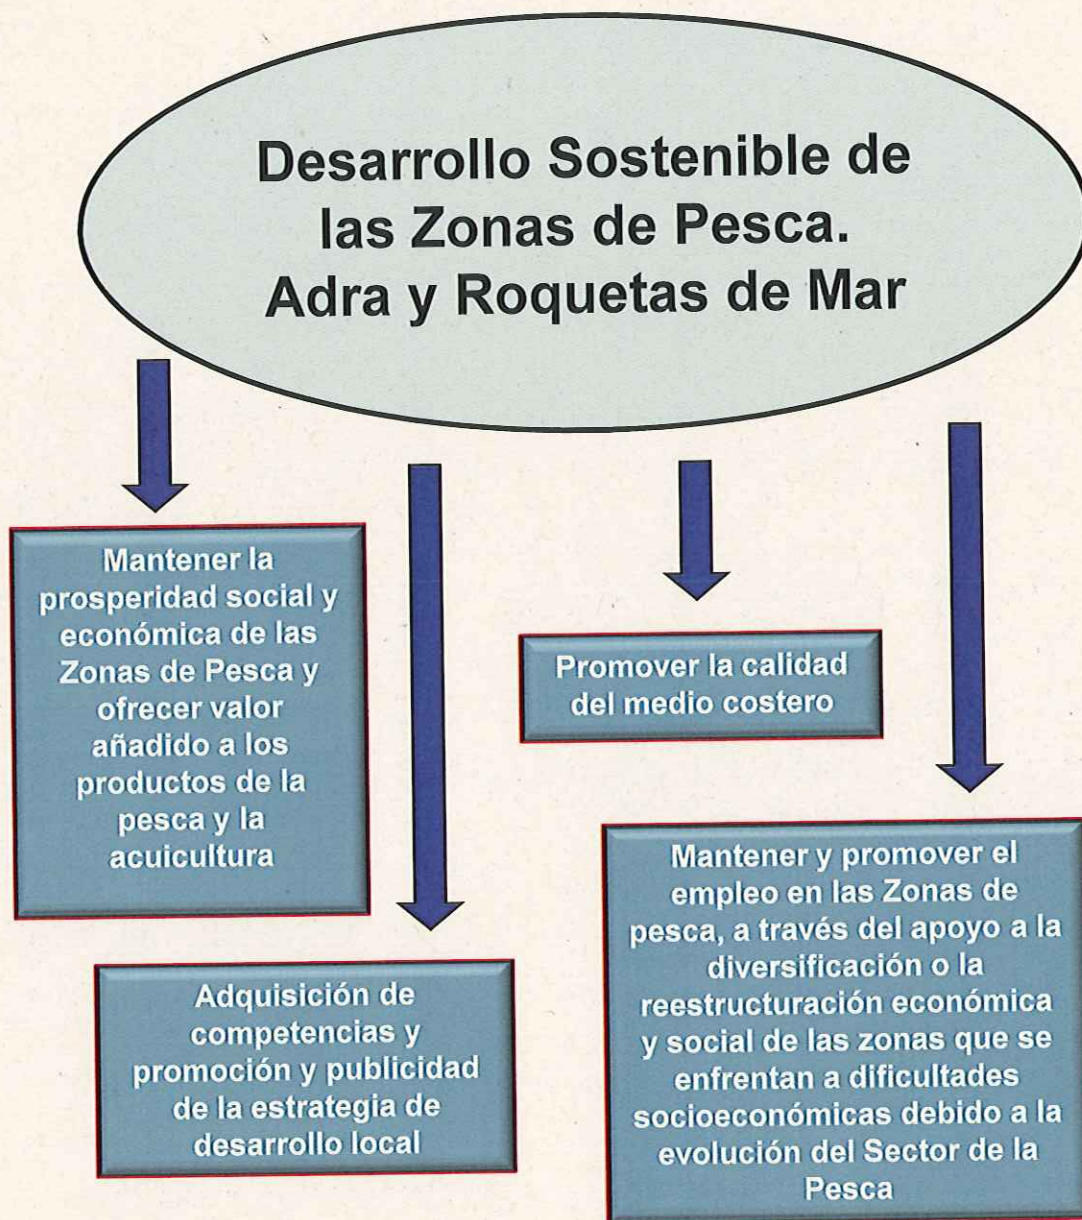 Desarrollo Sostenible de
las Zonas de Pesca.
Adra y Roquetas de Mar
Mantener la
prosperidad social y
económica de las
Zonas de Pesca y
ofrecer valor
añadido a los
productos de la
pesca y la
acuicultura
Adquisición de
competencias y
promoción y publicidad
de la estrategia de
desarrollo local
Promover la calidad
del medio costero
Mantener y promover el
empleo en las Zonas de
pesca, a través del apoyo a la
diversificación o la
reestructuración económica
y social de las zonas que se
enfrentan a dificultades
socioeconómicas debido a la
evolución del Sector de la
Pesca